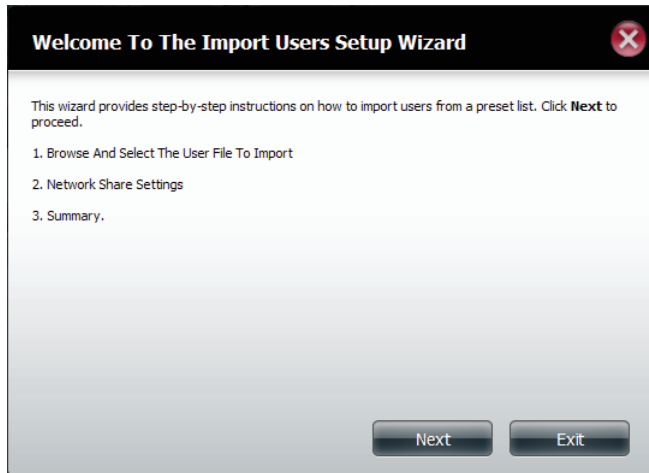 Welcome To The Import Users Setup Wizard
This wizard provides step-by-step instructions on how to import users from a preset list. Click Next to
proceed.
1. Browse And Select The User File To Import
2. Network Share Settings
3. Summary.
Next
Exit